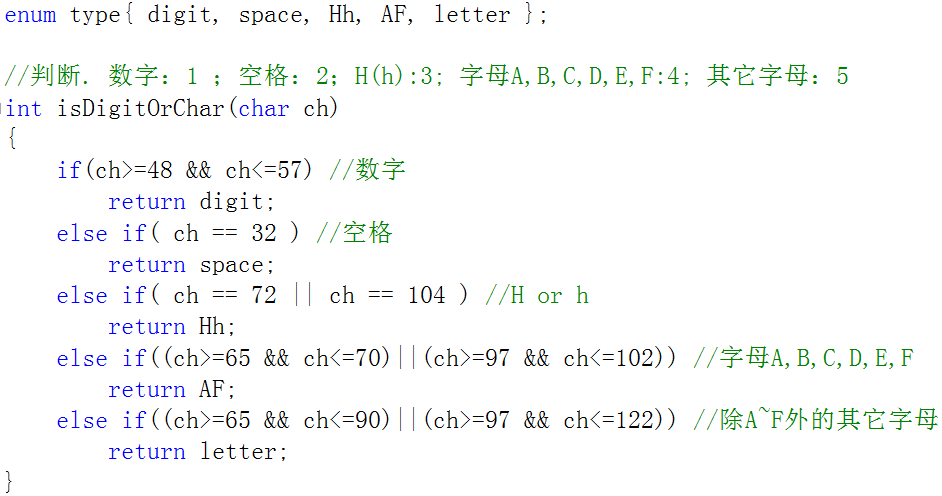 enum type{ digit, space, Hh, AF, letter };
//判断. 数字：1 ；空格：2；H(h):3; 字母A,B,C,D,E,F:4; 其它字母：5
int isDigitOrChar(char ch)
{
    if(ch>=48 && ch<=57) //数字
        return digit;
    else if( ch == 32 ) //空格
        return space;
    else if( ch == 72 || ch == 104 ) //H or h
        return Hh;
    else if((ch>=65 && ch<=70)||(ch>=97 && ch<=102)) //字母A,B,C,D,E,F
        return AF;
    else if((ch>=65 && ch<=90)||(ch>=97 && ch<=122)) //除A~F外的其它字母
        return letter;
}